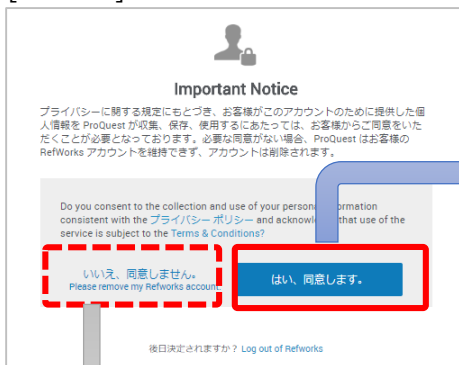 Important Notice
プライバシーに関する規定にもとづき、お客様がこのアカウントのために提供した個
人情報を ProQuest が収集、保存、使用するにあたっては、お客様からご同意をいた
だくことが必要となっております。必要な同意がない場合、ProQuest はお客様の
RefWorks アカウントを維持できず、アカウントは削除されます。
Do you consent to the collection and use of your person ormation
consistent with the プライバシー ポリシー and acknowle that use of the
service is subject to the Terms & Conditions?
いいえ、同意しません。
Please remove my Refworks account.
はい、同意します。
後日決定されますか？ Log out of Refworks